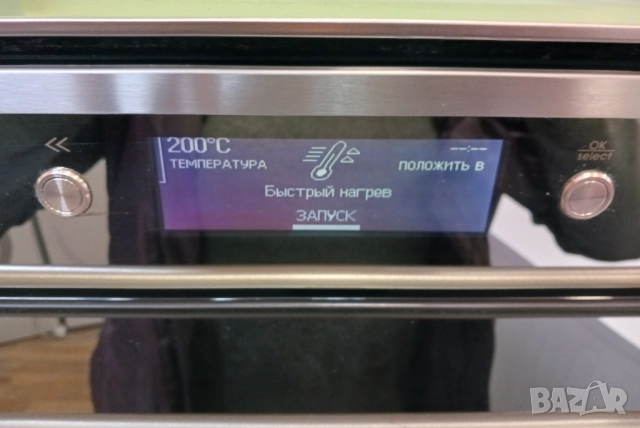 <<
200°C
--:--
OK
select
ТЕМПЕРАТУРА
ПОЛОЖИТЬ В
Быстрый нагрев
ЗАПУСК
BAZAR